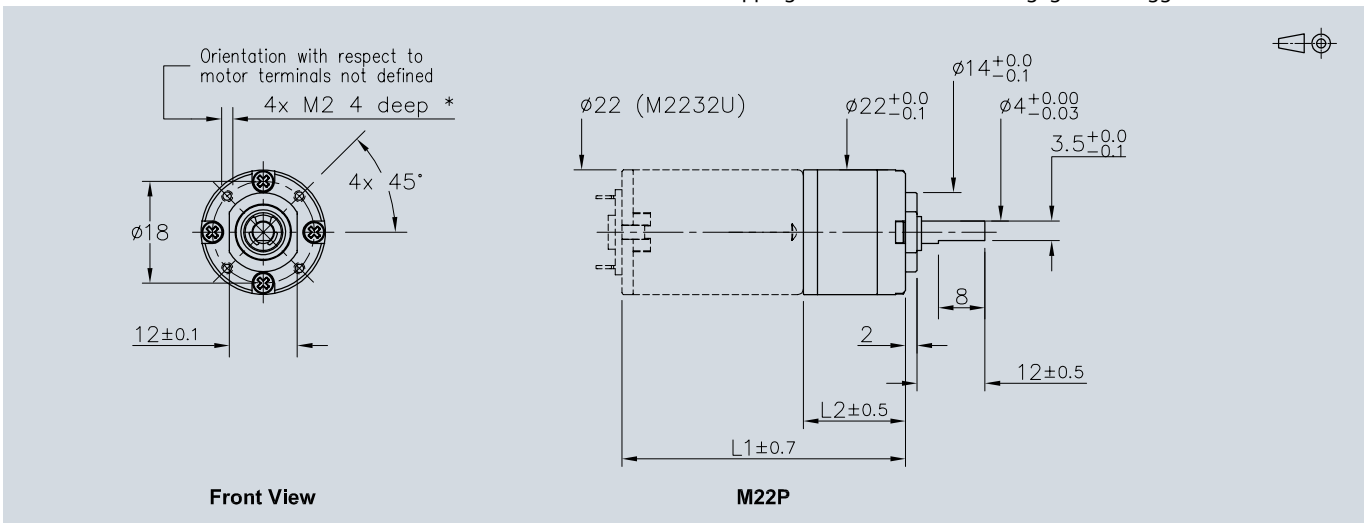 Orientation with respect to
motor terminals not defined
4x M2 4 deep *
4x 45°
ø18
12±0.1
Front View
ø22 (M2232U)
ø22+0.0
−0.1
ø14+0.0
−0.1
ø4+0.00
−0.03
3.5+0.0
−0.1
8
2
12±0.5
L2±0.5
L1±0.7
M22P